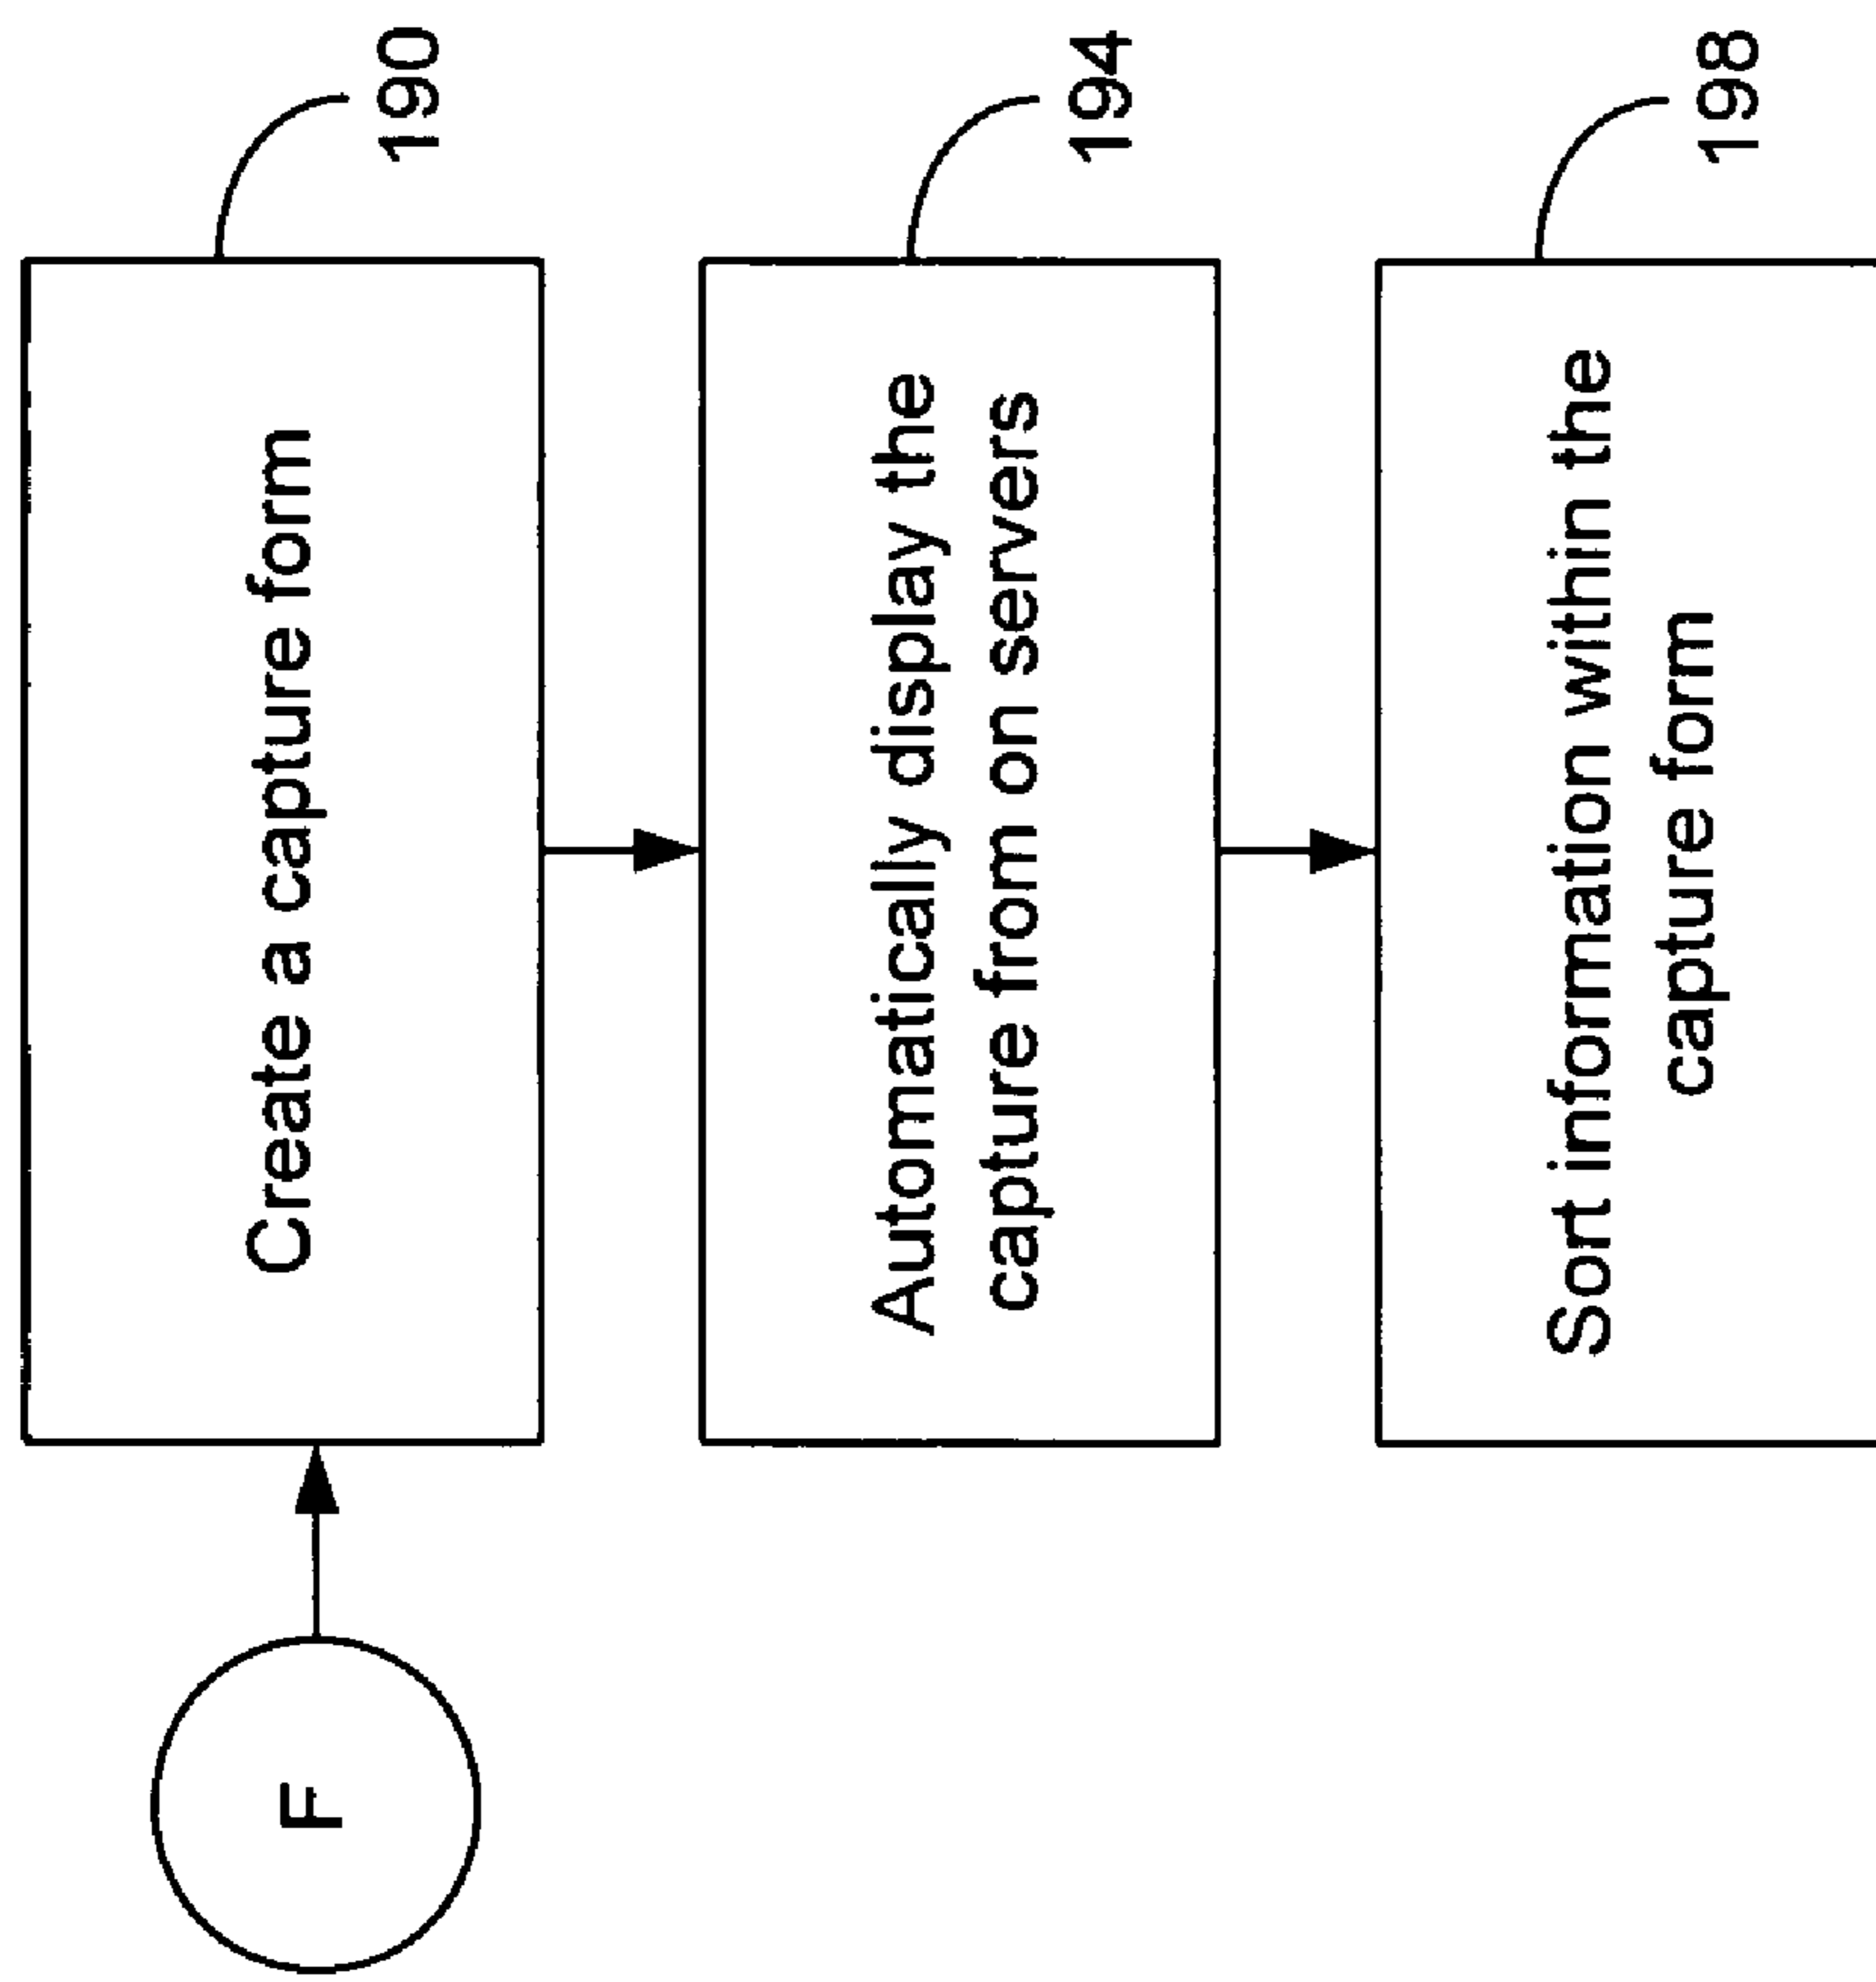 F
Create a capture form
190
Automatically display the
capture from on servers
194
Sort information within the
capture form
198